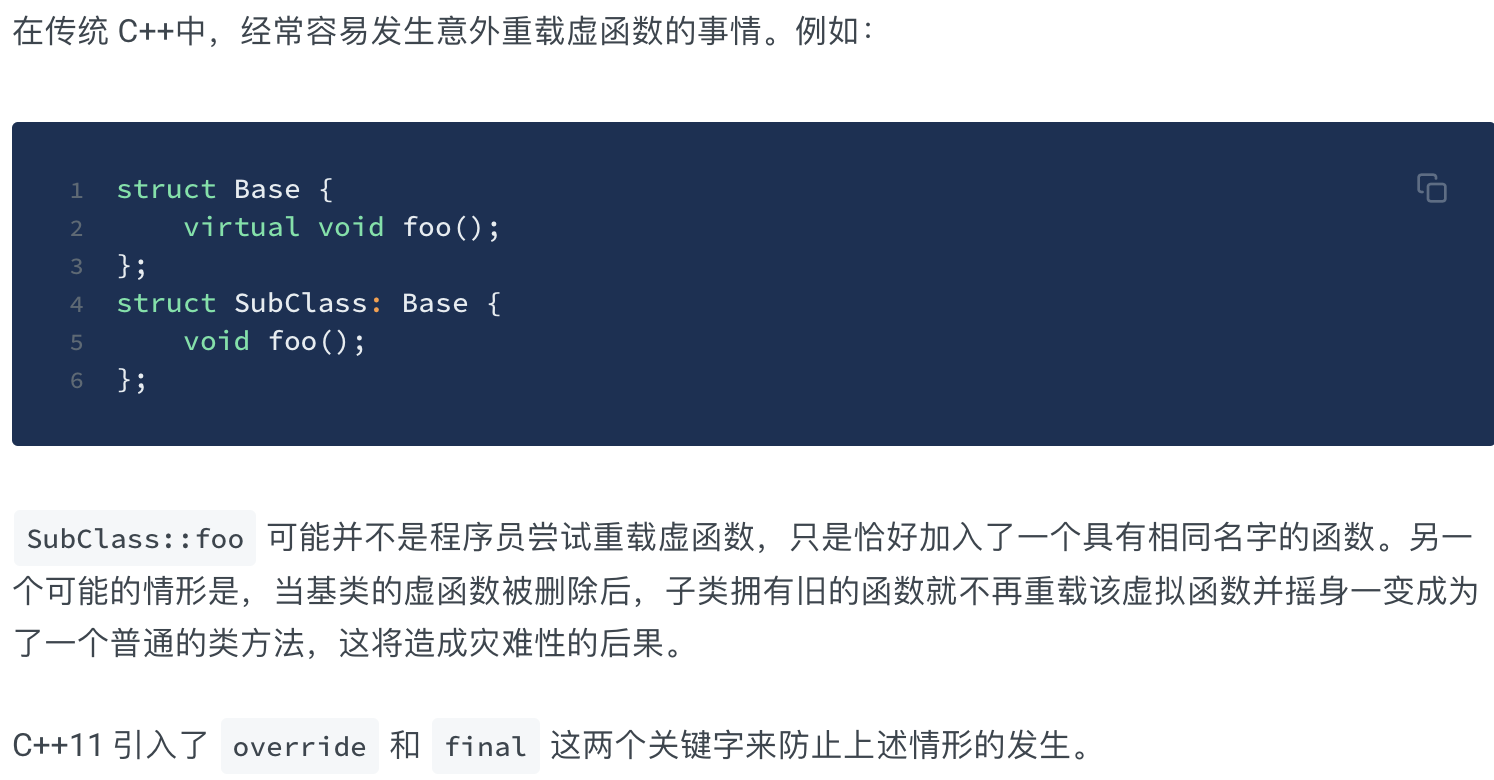 在传统 C++中，经常容易发生意外重载虚函数的事情。例如：
1 struct Base {
2     virtual void foo();
3 };
4 struct SubClass: Base {
5     void foo();
6 };
SubClass::foo 可能并不是程序员尝试重载虚函数，只是恰好加入了一个具有相同名字的函数。另一
个可能的情形是，当基类的虚函数被删除后，子类拥有旧的函数就不再重载该虚拟函数并摇身一变成为
了一个普通的类方法，这将造成灾难性的后果。
C++11 引入了 override 和 final 这两个关键字来防止上述情形的发生。